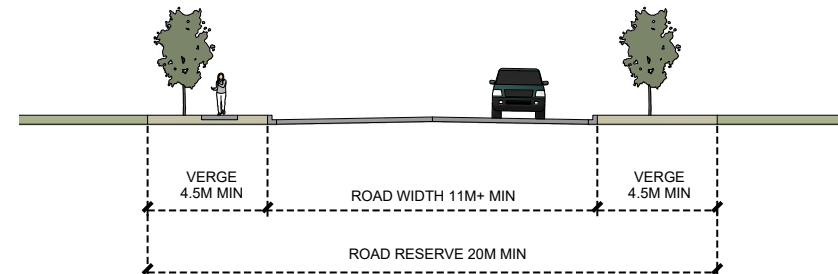 VERGE
4.5M MIN
ROAD WIDTH 11M+ MIN
VERGE
4.5M MIN
ROAD RESERVE 20M MIN